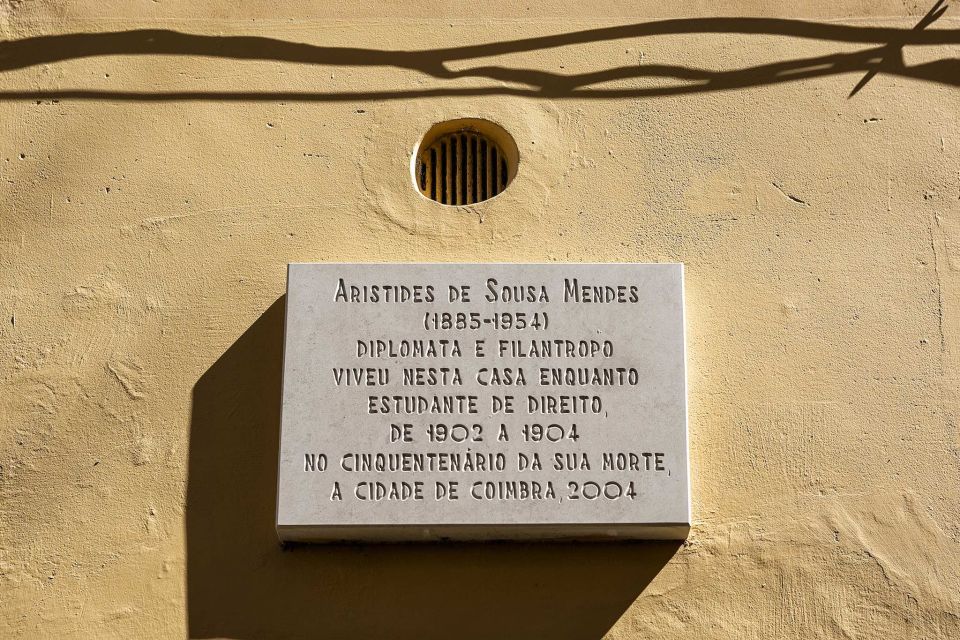 Aristides de Sousa Mendes
(1885-1954)
DIPLOMATA E FILANTROPO
VIVEU NESTA CASA ENQUANTO
ESTUDANTE DE DIREITO,
DE 1902 A 1904
NO CINQUENTENÁRIO DA SUA MORTE,
A CIDADE DE COIMBRA, 2004